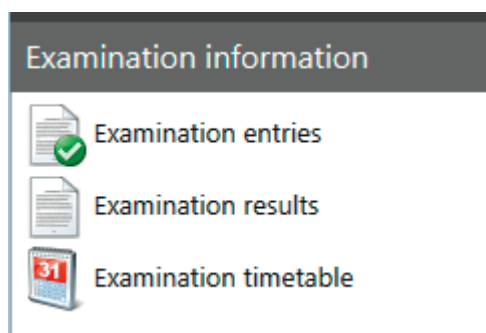 Examination information
Examination entries
Examination results
31
Examination timetable